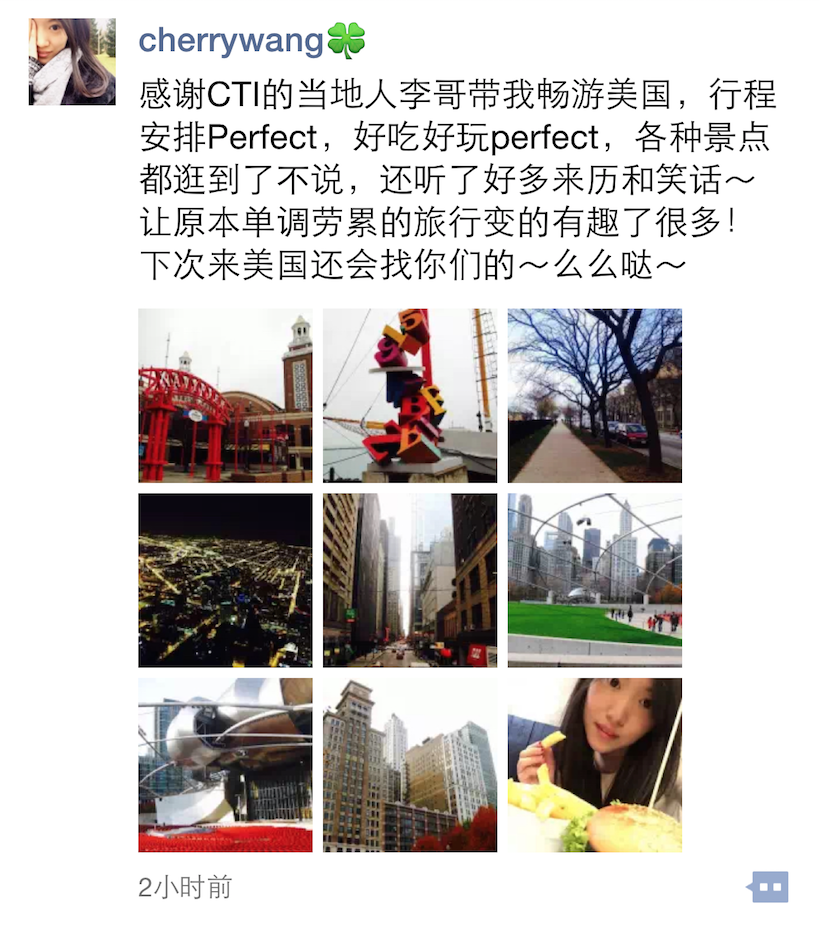 cherrywang
感谢CTI的当地人李哥带我畅游美国，行程
安排Perfect，好吃好玩perfect，各种景点
都逛到了不说，还听了好多来历和笑话～
让原本单调劳累的旅行变的有趣了很多！
下次来美国还会找你们的～么么哒～
2小时前